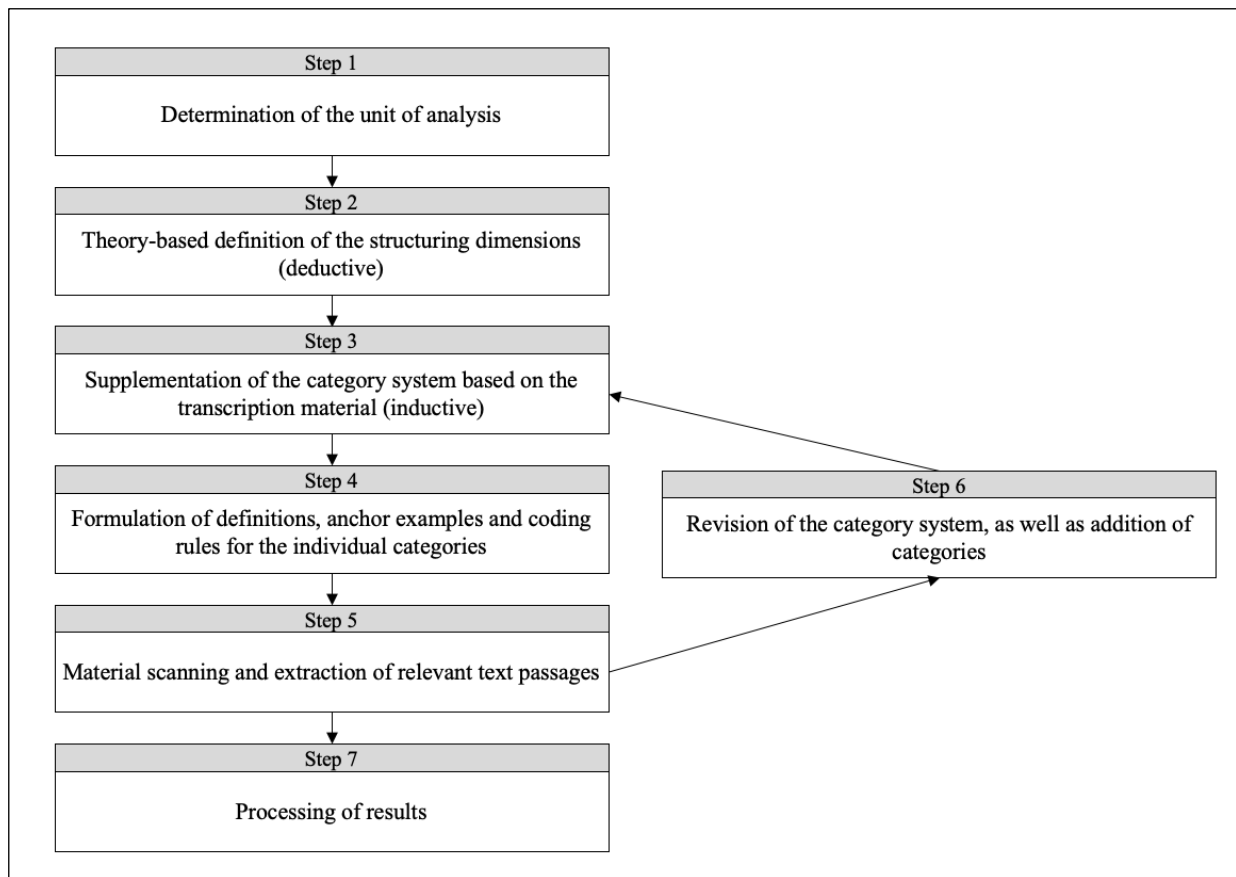 Step 1
Determination of the unit of analysis
Step 2
Theory-based definition of the structuring dimensions
(deductive)
Step 3
Supplementation of the category system based on the
transcription material (inductive)
Step 4
Formulation of definitions, anchor examples and coding
rules for the individual categories
Step 5
Material scanning and extraction of relevant text passages
Step 6
Revision of the category system, as well as addition of
categories
Step 7
Processing of results